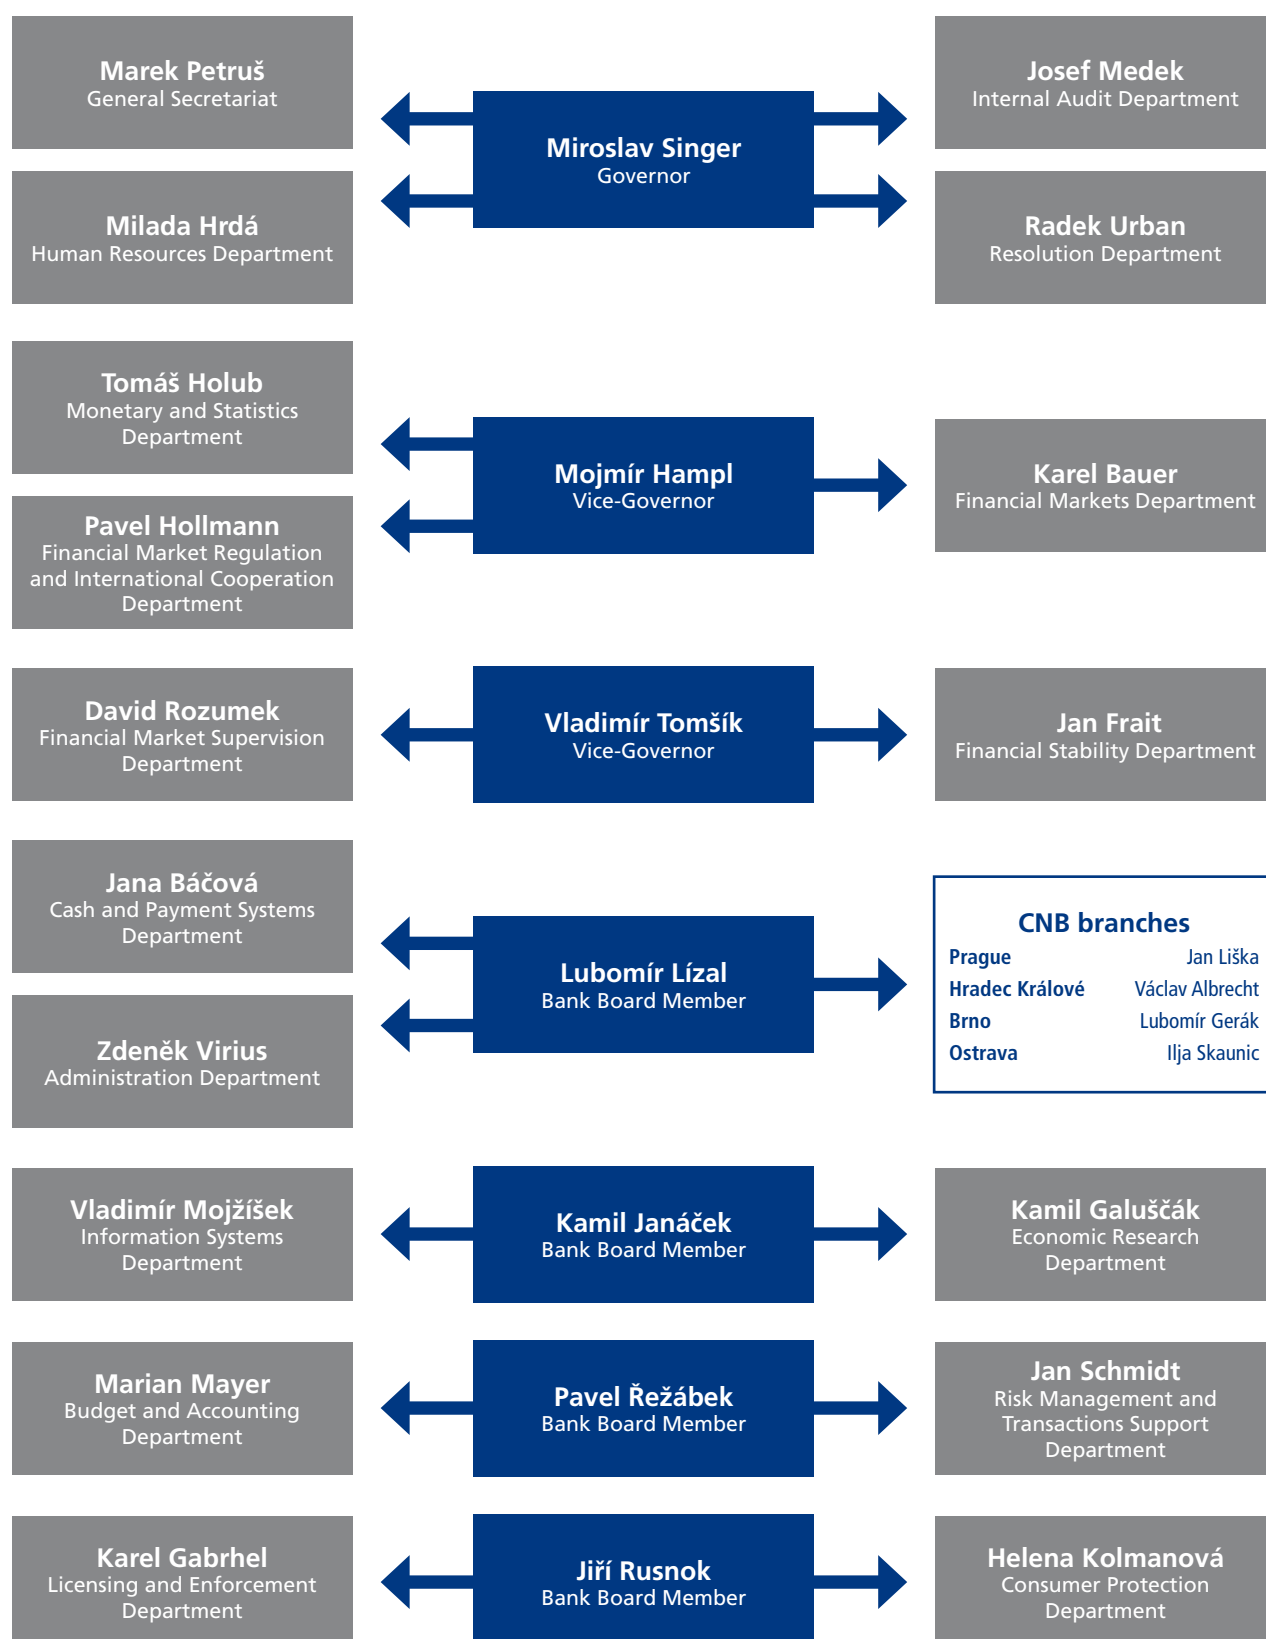 Marek Petruš
General Secretariat
Miroslav Singer
Governor
Josef Medek
Internal Audit Department
Milada Hrdá
Human Resources Department
Radek Urban
Resolution Department
Tomáš Holub
Monetary and Statistics
Department
Mojmír Hampl
Vice-Governor
Karel Bauer
Financial Markets Department
Pavel Hollmann
Financial Market Regulation
and International Cooperation
Department
David Rozumek
Financial Market Supervision
Department
Vladimír Tomšík
Vice-Governor
Jan Frait
Financial Stability Department
Jana Báčová
Cash and Payment Systems
Department
Lubomír Lízal
Bank Board Member
CNB branches
Prague Jan Liška
Hradec Králové Václav Albrecht
Brno Lubomír Gerák
Ostrava Ilja Skaunic
Zdeněk Virius
Administration Department
Vladimír Mojžíšek
Information Systems
Department
Kamil Janáček
Bank Board Member
Kamil Galuščák
Economic Research
Department
Marian Mayer
Budget and Accounting
Department
Pavel Řežábek
Bank Board Member
Jan Schmidt
Risk Management and
Transactions Support
Department
Karel Gabrhel
Licensing and Enforcement
Department
Jiří Rusnok
Bank Board Member
Helena Kolmanová
Consumer Protection
Department